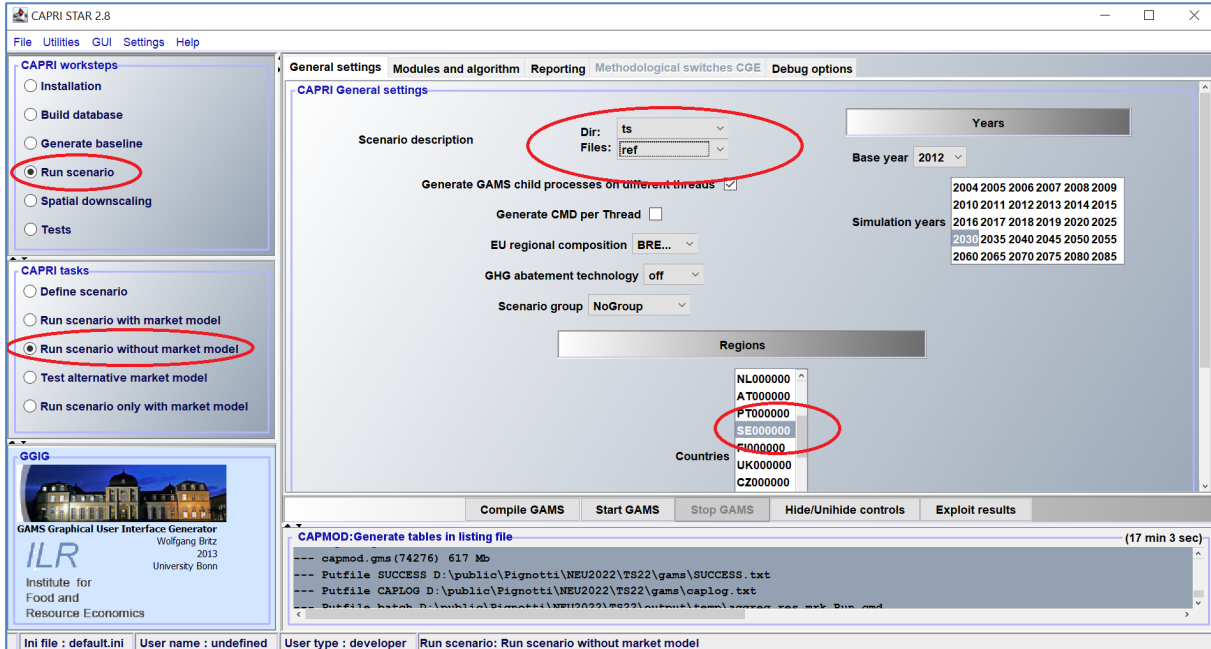 CAPRI STAR 2.8
File Utilities GUI Settings Help
CAPRI worksteps
Installation
Build database
Generate baseline
Run scenario
Spatial downscaling
Tests
CAPRI tasks
Define scenario
Run scenario with market model
Run scenario without market model
Test alternative market model
Run scenario only with market model
GGIG
GAMS Graphical User Interface Generator
Wolfgang Britz
2013
University Bonn
ILR
Institute for
Food and
Resource Economics
General settings Modules and algorithm Reporting Methodological switches CGE Debug options
CAPRI General settings
Scenario description
Dir: ts
Files: ref
Generate GAMS child processes on different threads
Generate CMD per Thread
EU regional composition BRE...
GHG abatement technology off
Scenario group NoGroup
Years
Base year 2012
Simulation years
2004 2005 2006 2007 2008 2009
2010 2011 2012 2013 2014 2015
2016 2017 2018 2019 2020 2025
2030 2035 2040 2045 2050 2055
2060 2065 2070 2075 2080 2085
Regions
Countries
NL000000
AT000000
PT000000
SE000000
FI000000
UK000000
CZ000000
Compile GAMS Start GAMS Stop GAMS Hide/Unihide controls Exploit results
CAPMOD:Generate tables in listing file (17 min 3 sec)
--- capmod.gms(74276) 617 Mb
--- Putfile SUCCESS D:\public\Pignotti\NEU2022\TS22\gams\SUCCESS.txt
--- Putfile CAPLOG D:\public\Pignotti\NEU2022\TS22\gams\caplog.txt
--- Putfile batch D:\public\Pignotti\NEU2022\TS22\output\temp\aggreg_res_mrk_Run.cmd
Ini file : default.ini User name : undefined User type : developer Run scenario: Run scenario without market model